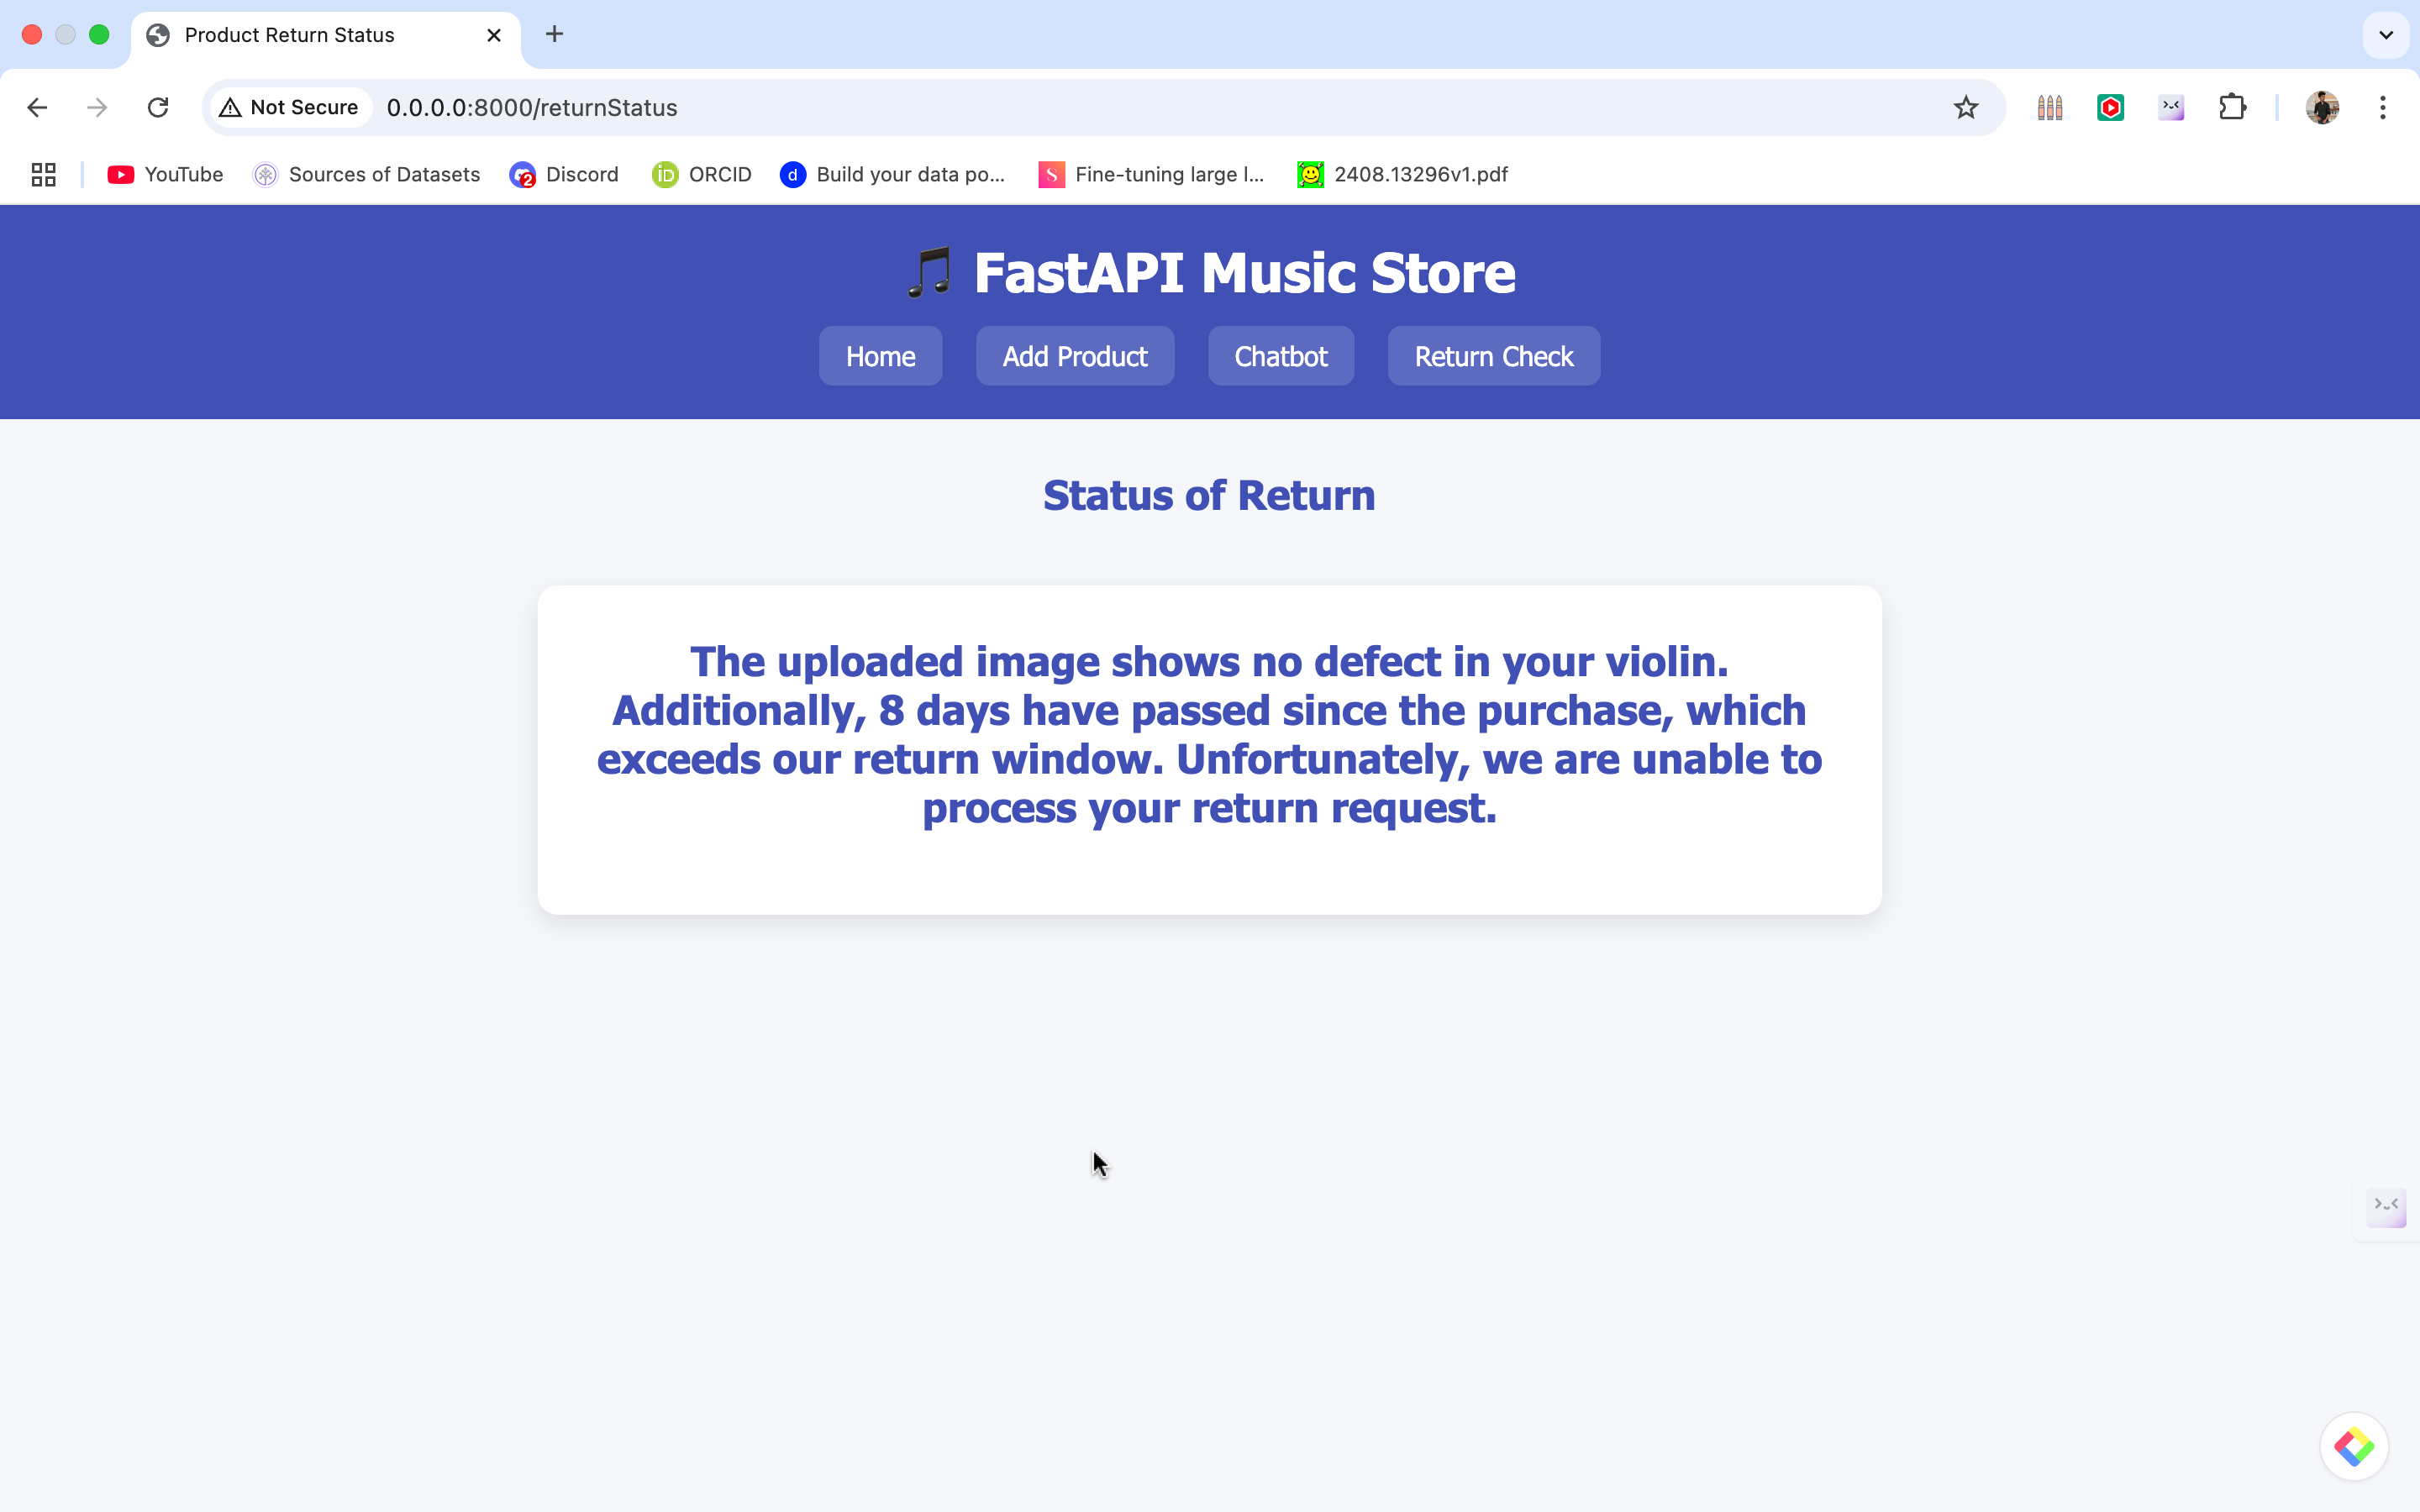 Product Return Status
Not Secure
0.0.0.0:8000/returnStatus
YouTube
Sources of Datasets
2
Discord
iD
ORCID
d
Build your data po...
S
Fine-tuning large l...
2408.13296v1.pdf
🎵 FastAPI Music Store
Home
Add Product
Chatbot
Return Check
Status of Return
The uploaded image shows no defect in your violin.
Additionally, 8 days have passed since the purchase, which
exceeds our return window. Unfortunately, we are unable to
process your return request.